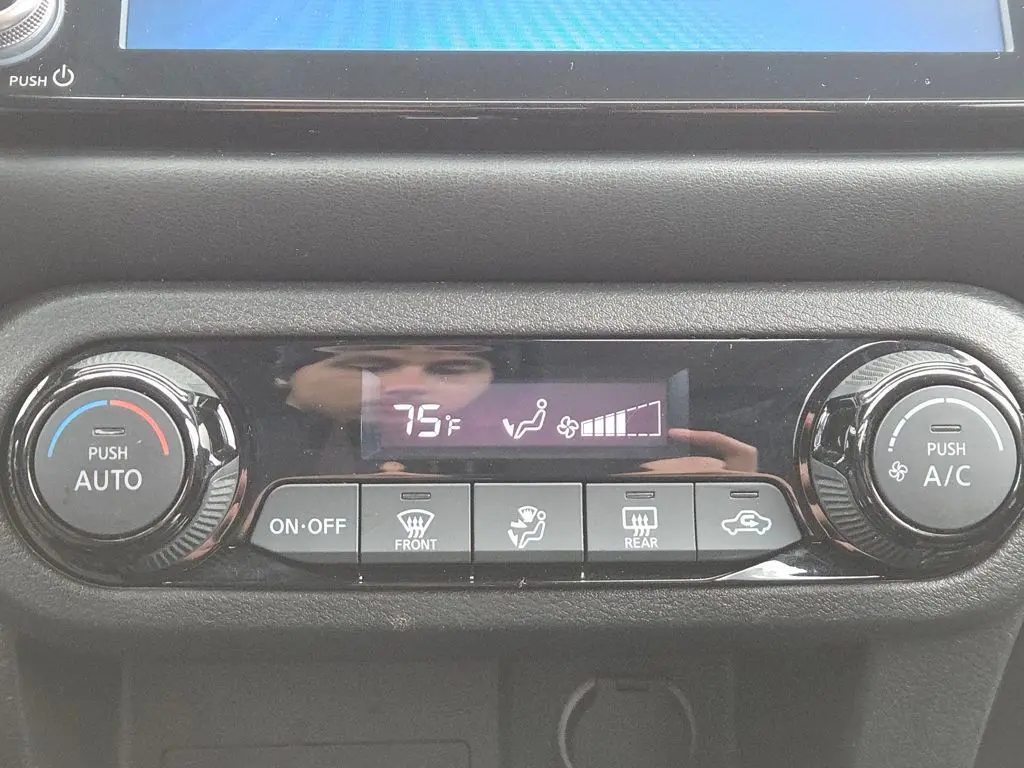 PUSH
75°F
PUSH
AUTO
PUSH
A/C
ON·OFF
FRONT
REAR